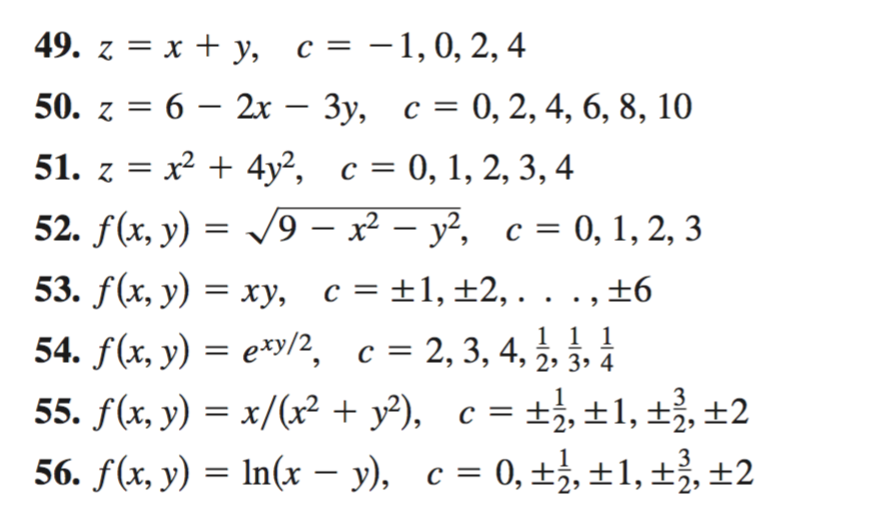 49. z = x + y, c = −1, 0, 2, 4
50. z = 6 − 2x − 3y, c = 0, 2, 4, 6, 8, 10
51. z = x² + 4y², c = 0, 1, 2, 3, 4
52. f(x, y) = √(9 − x² − y²), c = 0, 1, 2, 3
53. f(x, y) = xy, c = ±1, ±2, . . ., ±6
54. f(x, y) = e^(xy/2), c = 2, 3, 4, 1/2, 1/3, 1/4
55. f(x, y) = x/(x² + y²), c = ±1/2, ±1, ±3/2, ±2
56. f(x, y) = ln(x − y), c = 0, ±1/2, ±1, ±3/2, ±2